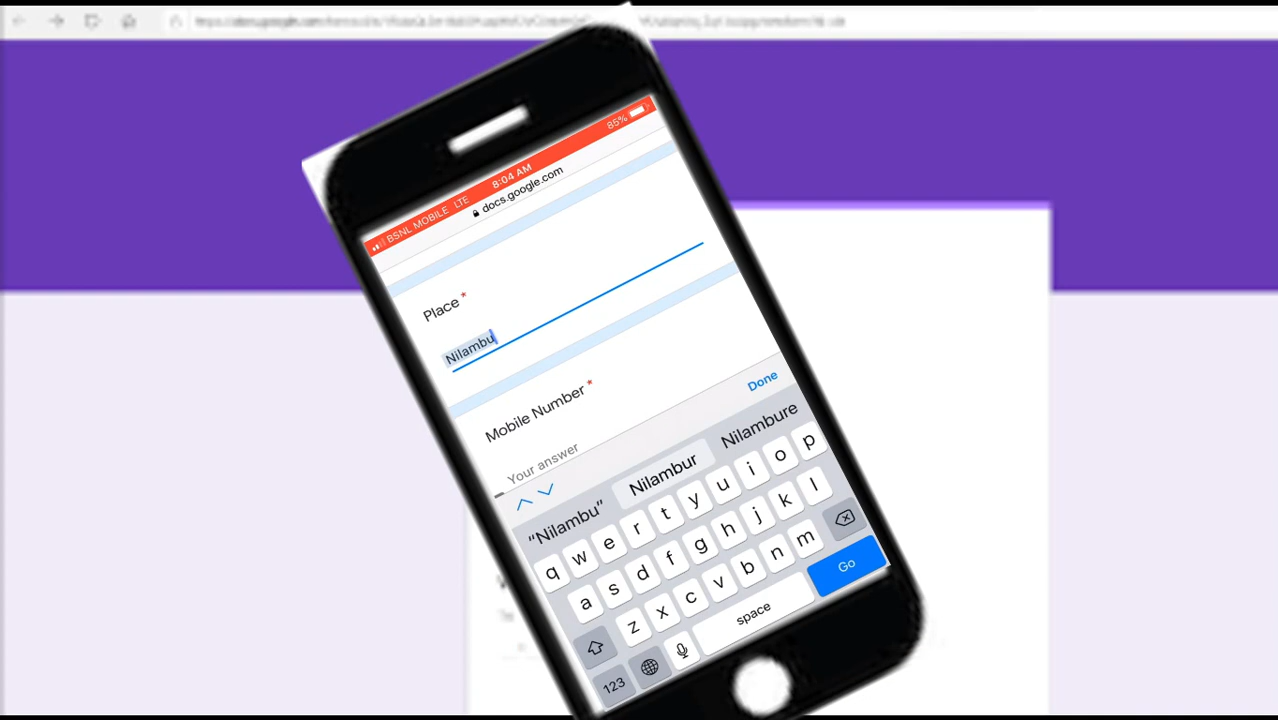 85%
BSNL MOBILE LTE 8:04 AM
docs.google.com
Place *
Nilambu
Mobile Number *
Your answer
Done
“Nilambu” Nilambur Nilambure
q w e r t y u i o p
a s d f g h j k l
z x c v b n m
123 space Go